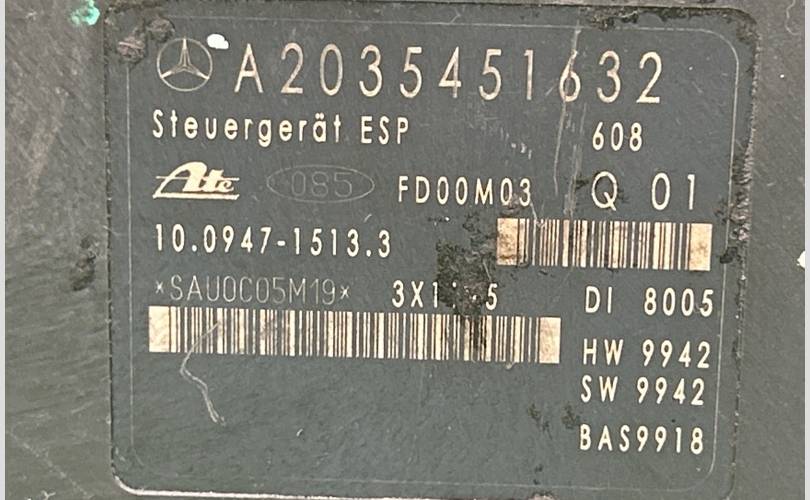 A2035451632
Steuergerät ESP 608
Ate 085 FD00M03 Q 01
10.0947-1513.3
*SAU0C05M19* DI 8005
HW 9942
SW 9942
BAS9918